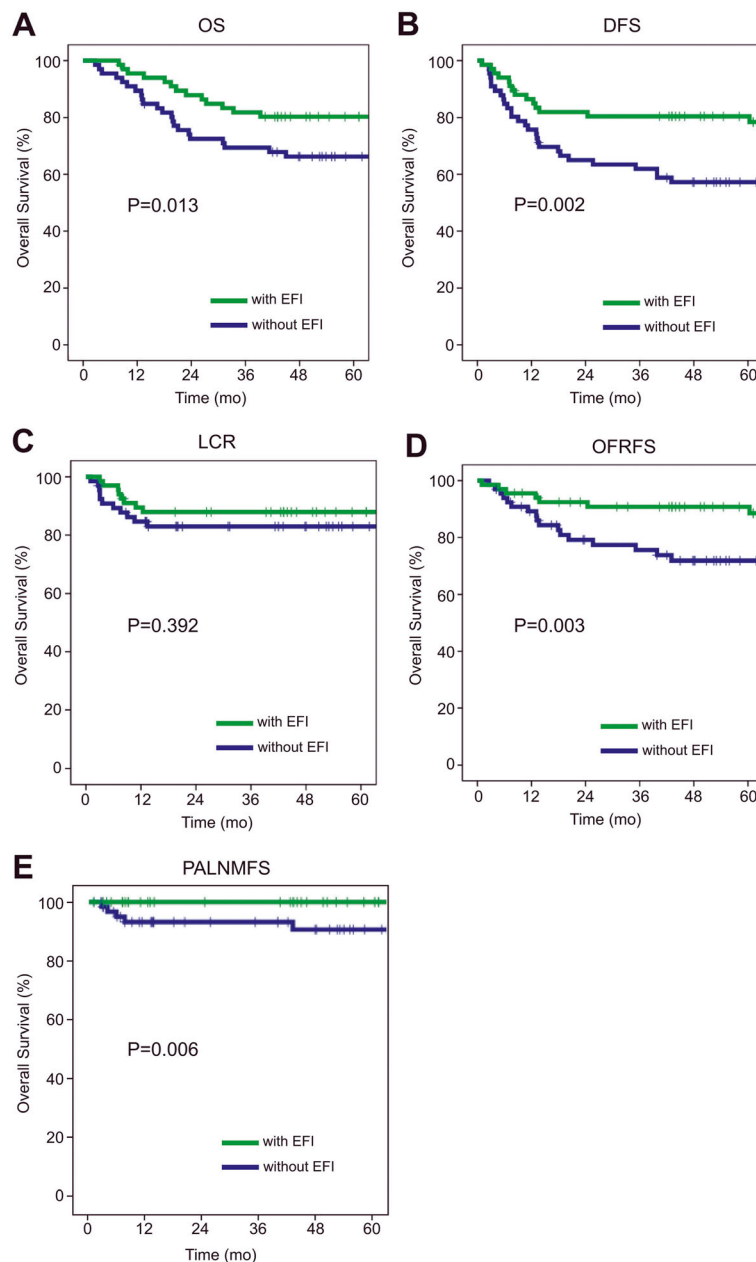 A
OS
Overall Survival (%)
100
80
60
40
20
0
P=0.013
with EFI
without EFI
0 12 24 36 48 60
Time (mo)
B
DFS
Overall Survival (%)
100
80
60
40
20
0
P=0.002
with EFI
without EFI
0 12 24 36 48 60
Time (mo)
C
LCR
Overall Survival (%)
100
80
60
40
20
0
P=0.392
with EFI
without EFI
0 12 24 36 48 60
Time (mo)
D
OFRFS
Overall Survival (%)
100
80
60
40
20
0
P=0.003
with EFI
without EFI
0 12 24 36 48 60
Time (mo)
E
PALNMFS
Overall Survival (%)
100
80
60
40
20
0
P=0.006
with EFI
without EFI
0 12 24 36 48 60
Time (mo)